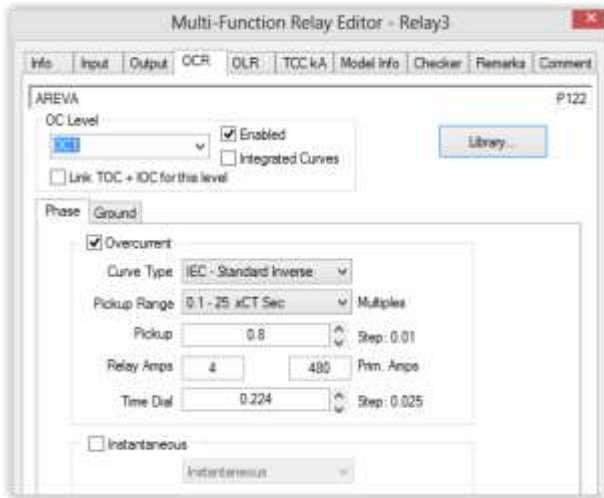 Multi-Function Relay Editor - Relay3
Info Input Output OCR OLR TCC kA Model Info Checker Remarks Comment
AREVA P122
OC Level
OC1 Enabled Library...
Integrated Curves
Link TOC + IOC for this level
Phase Ground
Overcurrent
Curve Type IEC - Standard Inverse
Pickup Range 0.1 - 25 xCT Sec Multiples
Pickup 0.8 Step: 0.01
Relay Amps 4 480 Prim. Amps
Time Dial 0.224 Step: 0.025
Instantaneous
Instantaneous